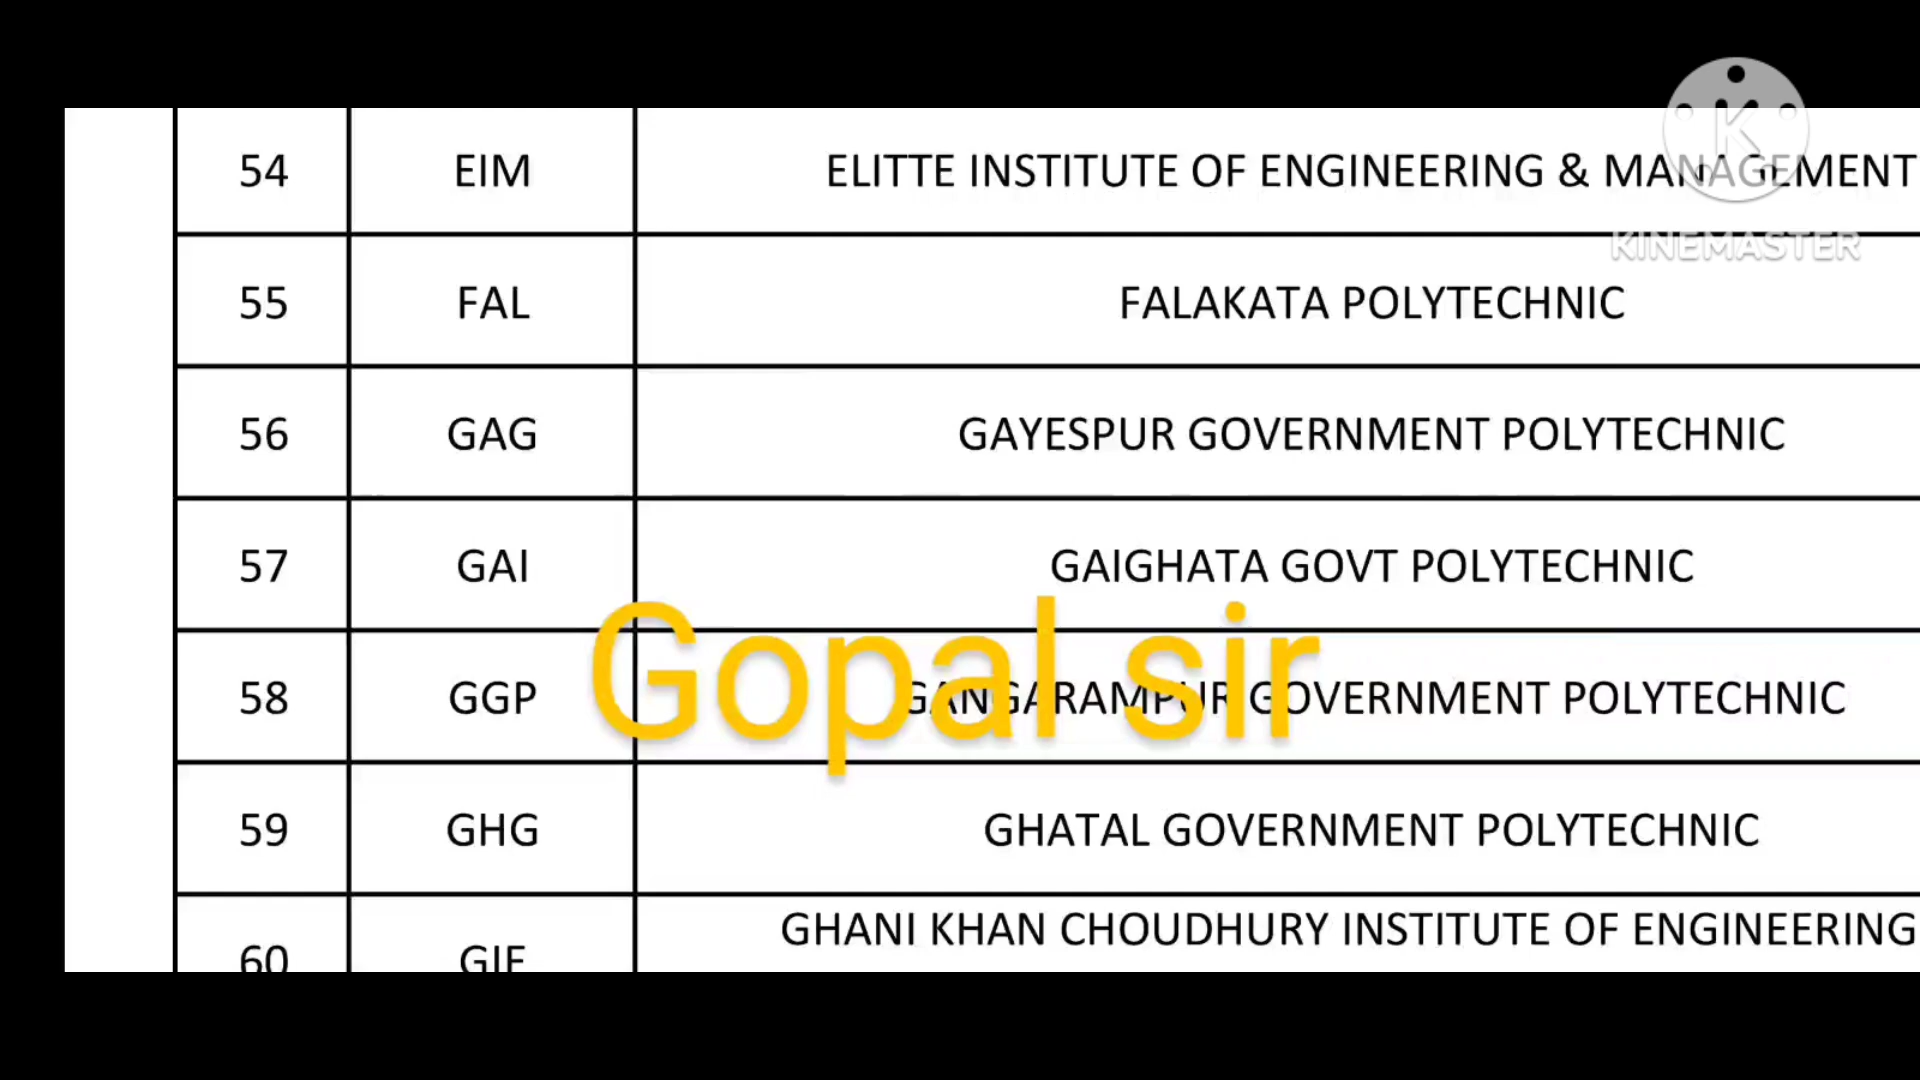 54 EIM ELITTE INSTITUTE OF ENGINEERING & MANAGEMENT
KINEMASTER
55 FAL FALAKATA POLYTECHNIC
56 GAG GAYESPUR GOVERNMENT POLYTECHNIC
57 GAI GAIGHATA GOVT POLYTECHNIC
Gopal sir
58 GGP GANGARAMPUR GOVERNMENT POLYTECHNIC
59 GHG GHATAL GOVERNMENT POLYTECHNIC
GHANI KHAN CHOUDHURY INSTITUTE OF ENGINEERING
60